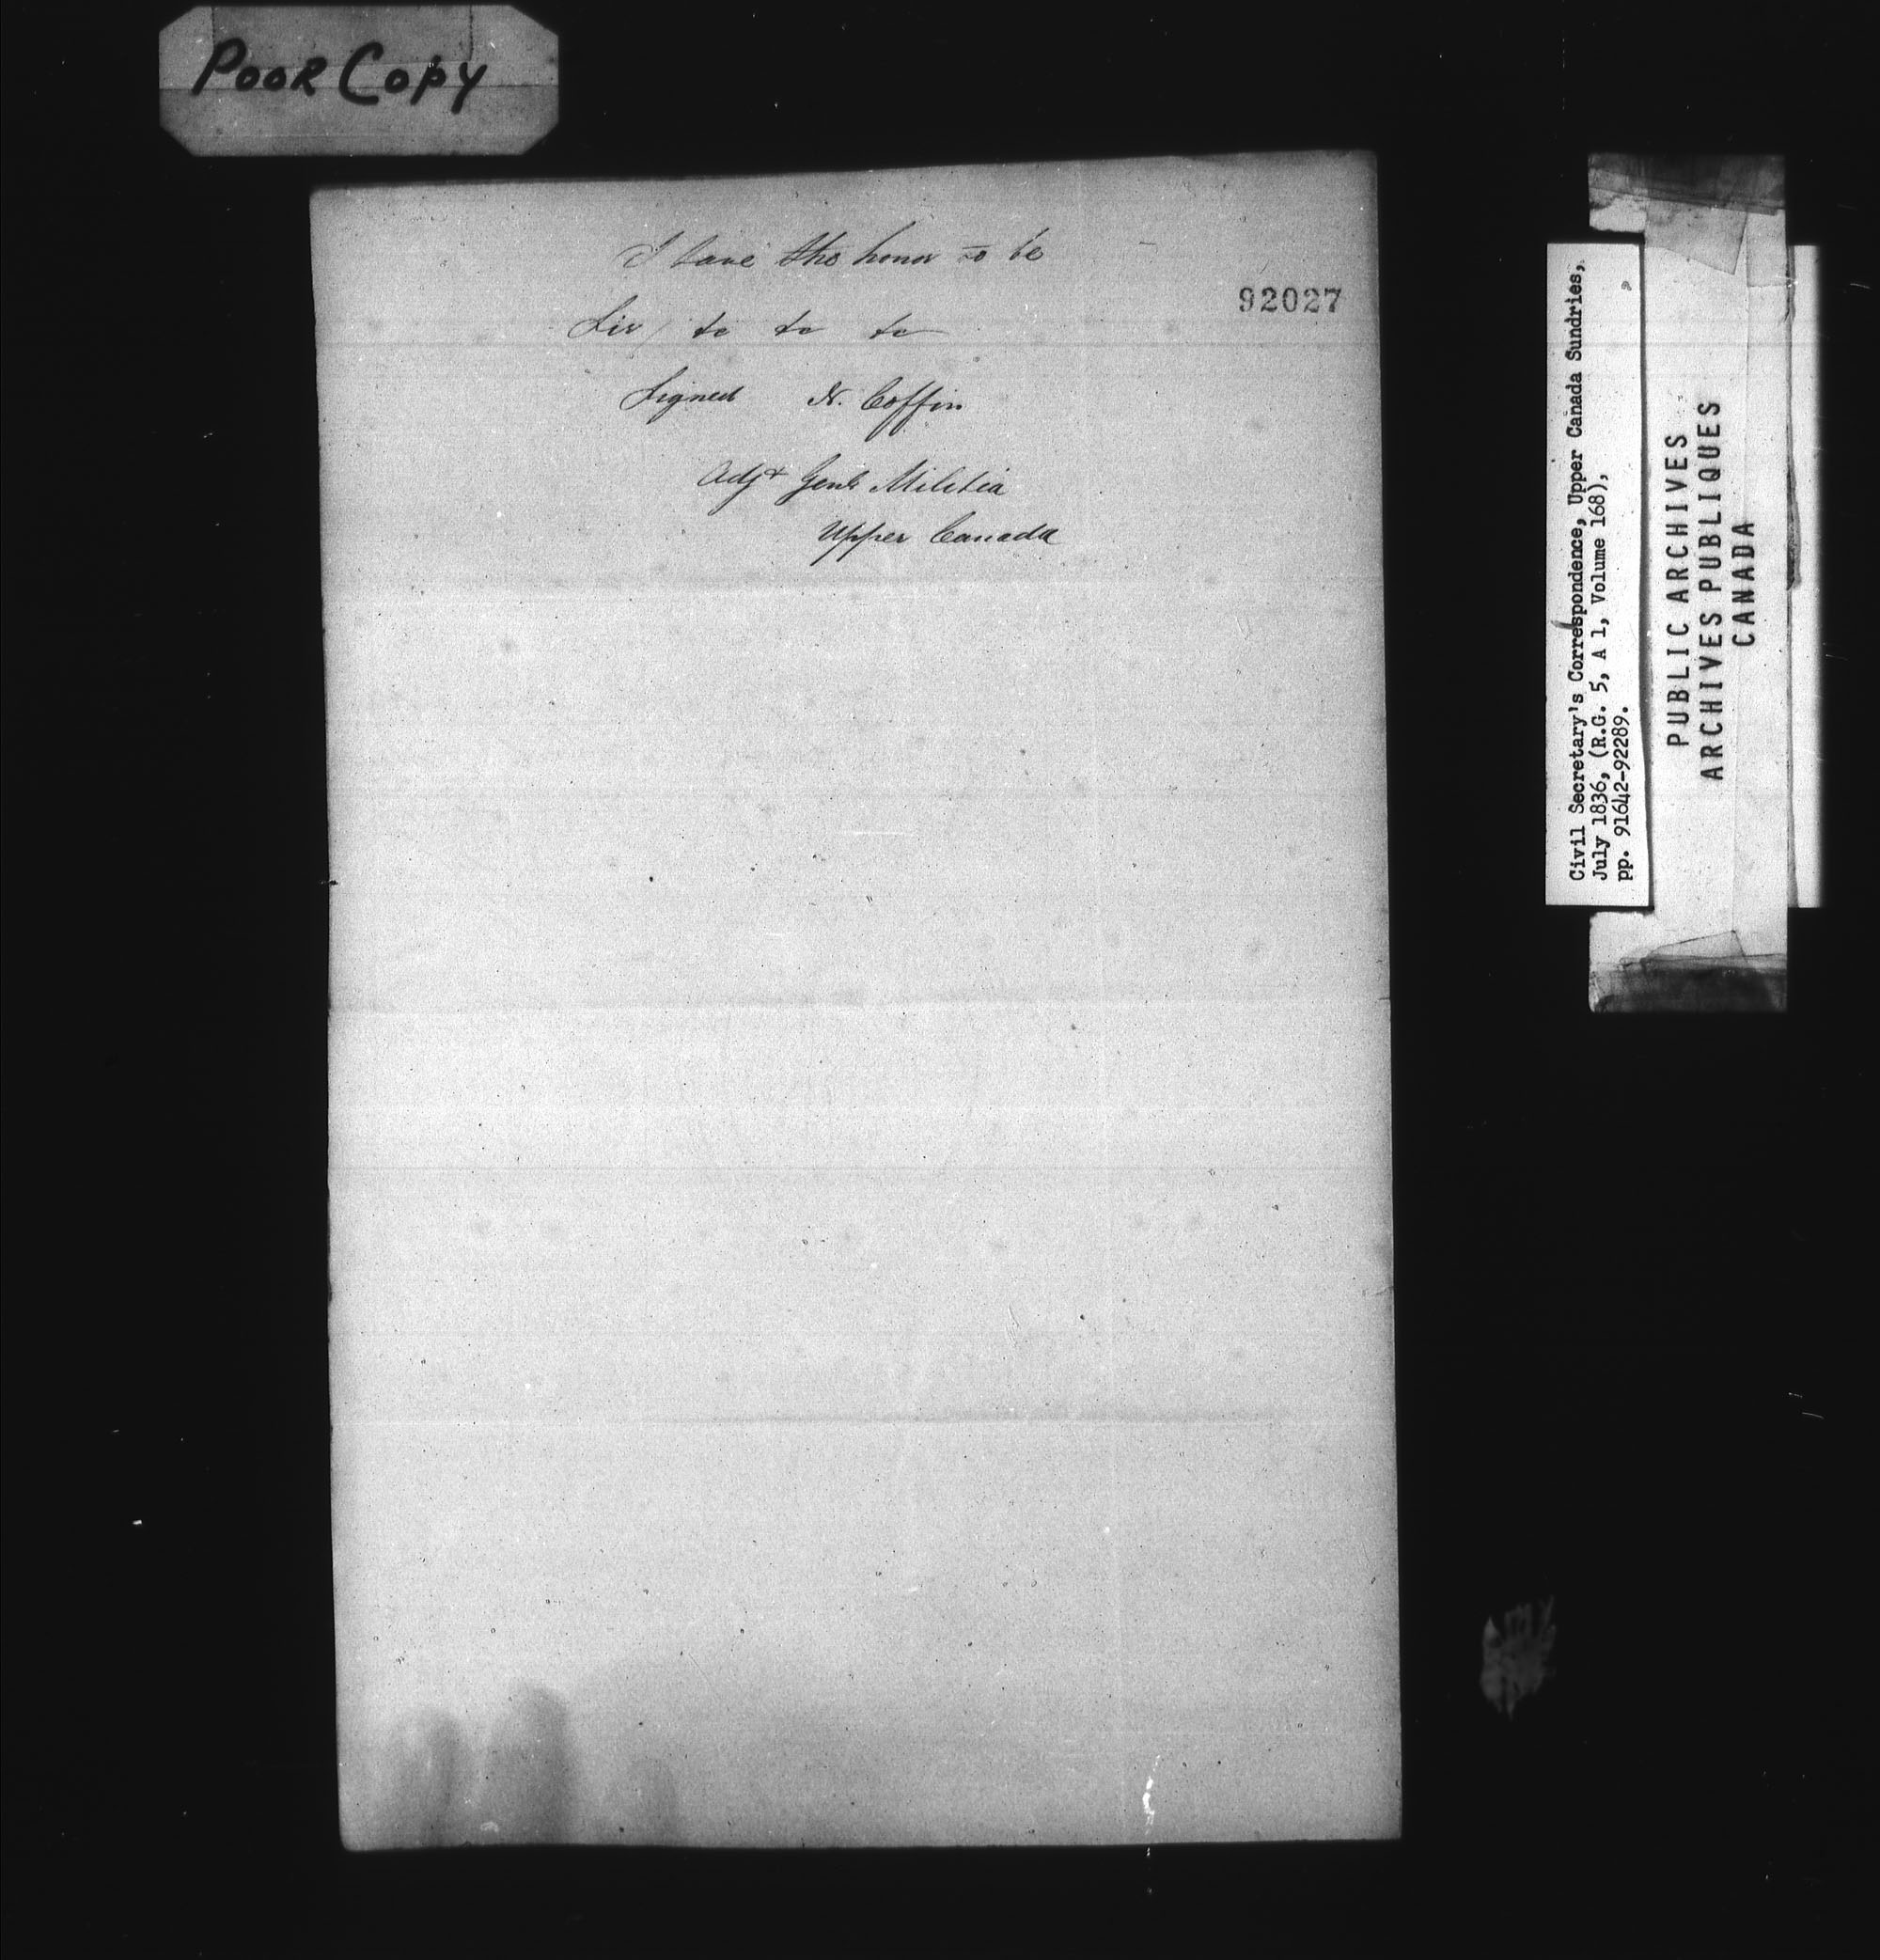 Poor Copy
I have the honor to be
92027
Sir / &c &c &c
Signed N. Coffin
Adjt Genl Militia
Upper Canada
Civil Secretary's Correspondence, Upper Canada Sundries,
July 1836, (R.G. 5, A 1, Volume 168),
pp. 91642-92289.
PUBLIC ARCHIVES
ARCHIVES PUBLIQUES
CANADA